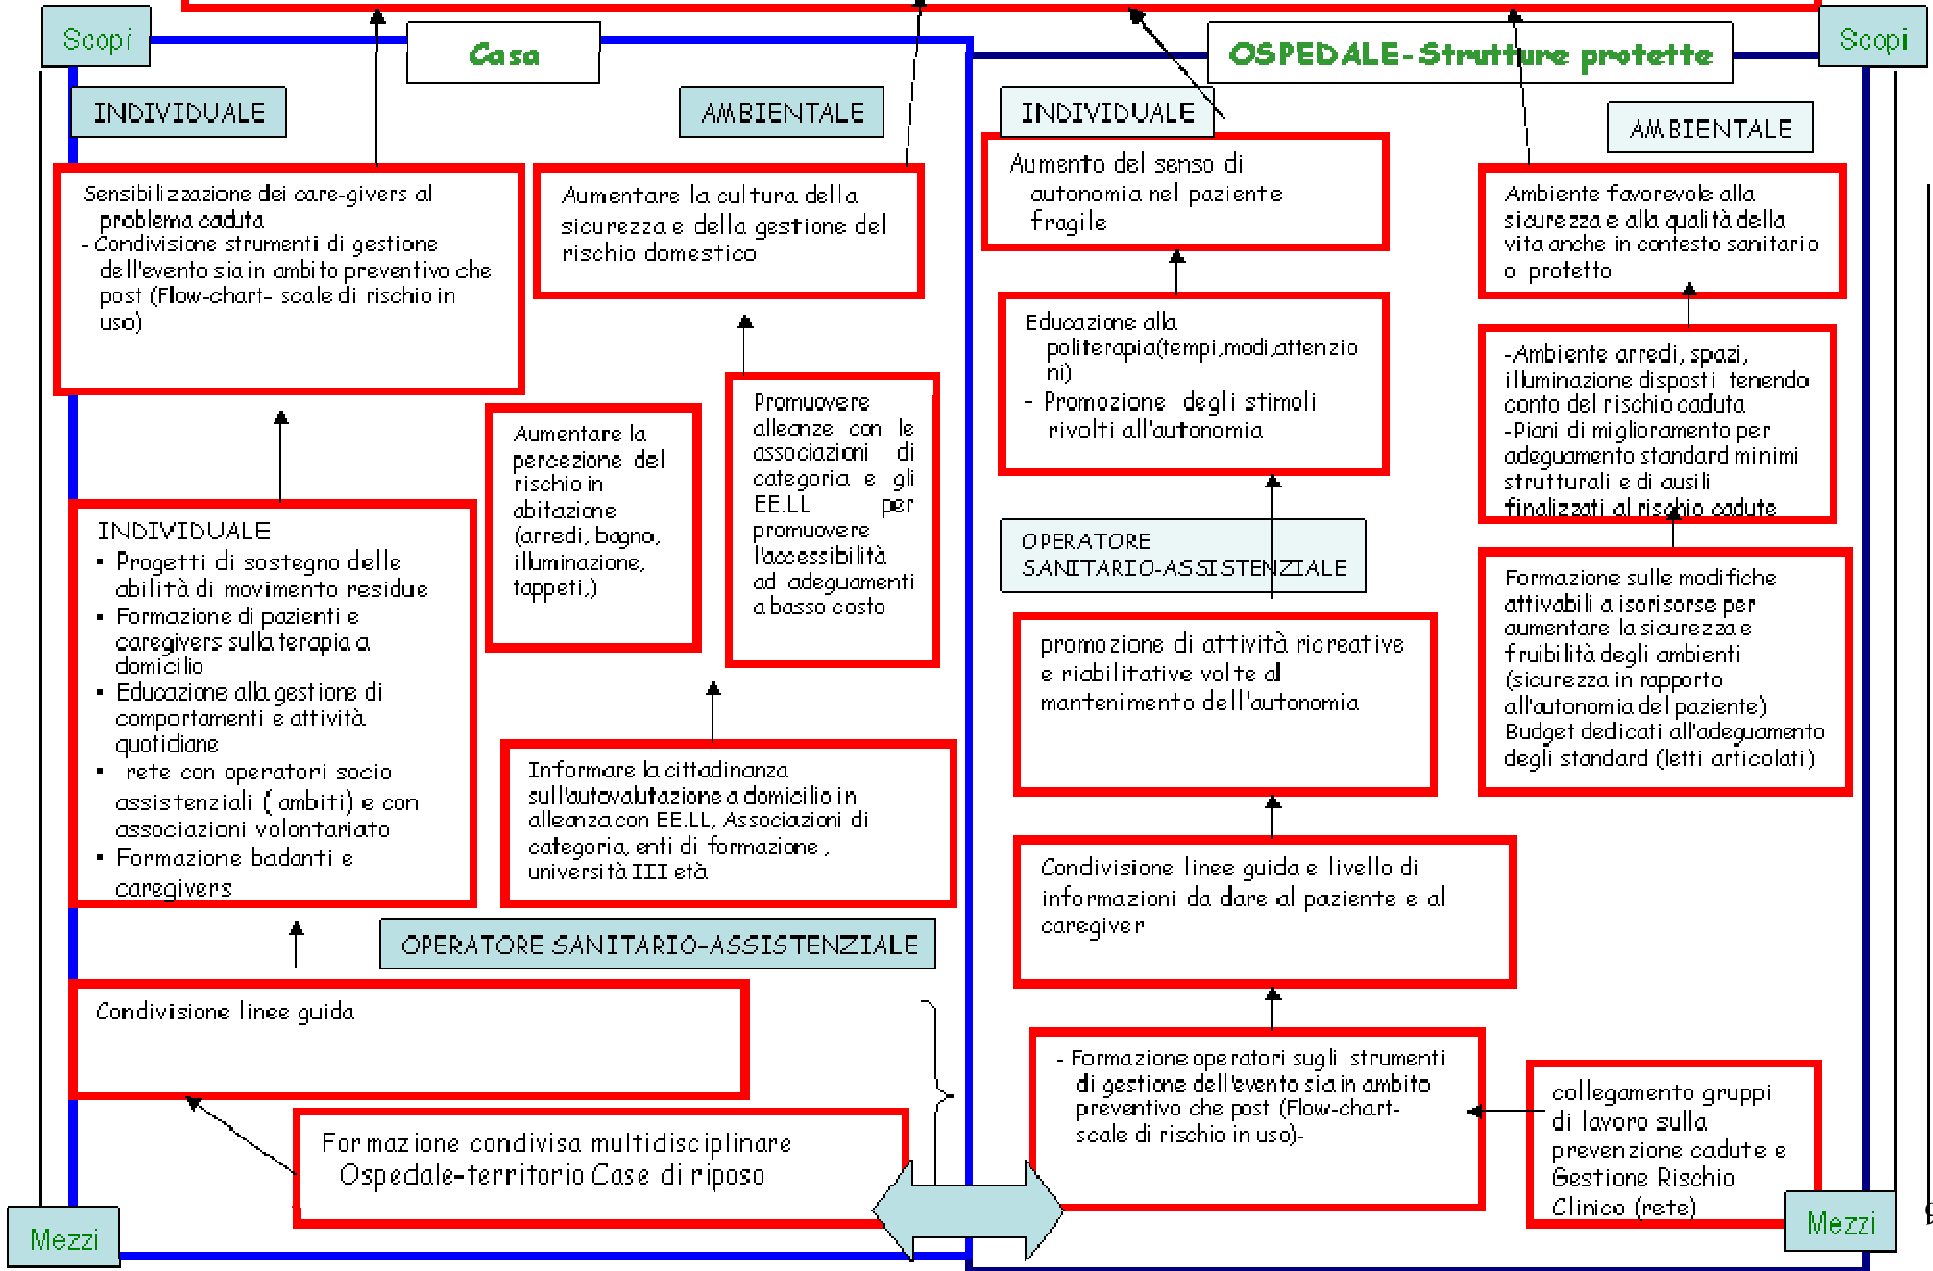 Scopi
Casa
OSPEDALE-Strutture protette
Scopi
INDIVIDUALE
AMBIENTALE
INDIVIDUALE
AMBIENTALE
Sensibilizzazione dei care-givers al
problema caduta
- Condivisione strumenti di gestione
dell'evento sia in ambito preventivo che
post (Flow-chart- scale di rischio in
uso)
Aumentare la cultura della
sicurezza e della gestione del
rischio domestico
Aumento del senso di
autonomia nel paziente
fragile
Ambiente favorevole alla
sicurezza e alla qualità della
vita anche in contesto sanitario
o protetto
Educazione alla
politerapia(tempi,modi,attenzio
ni)
- Promozione degli stimoli
rivolti all'autonomia
-Ambiente arredi, spazi,
illuminazione disposti tenendo
conto del rischio caduta
-Piani di miglioramento per
adeguamento standard minimi
strutturali e di ausili
finalizzati al rischio cadute
Aumentare la
percezione del
rischio in
abitazione
(arredi, bagno,
illuminazione,
tappeti,)
Promuovere
alleanze con le
associazioni di
categoria e gli
EE.LL per
promuovere
l'accessibilità
ad adeguamenti
a basso costo
INDIVIDUALE
▪ Progetti di sostegno delle
abilità di movimento residue
▪ Formazione di pazienti e
caregivers sulla terapia a
domicilio
▪ Educazione alla gestione di
comportamenti e attività
quotidiane
▪ rete con operatori socio
assistenziali ( ambiti) e con
associazioni volontariato
▪ Formazione badanti e
caregivers
OPERATORE
SANITARIO-ASSISTENZIALE
Formazione sulle modifiche
attivabili a isorisorse per
aumentare la sicurezza e
fruibilità degli ambienti
(sicurezza in rapporto
all'autonomia del paziente)
Budget dedicati all'adeguamento
degli standard (letti articolati)
promozione di attività ricreative
e riabilitative volte al
mantenimento dell'autonomia
Informare la cittadinanza
sull'autovalutazione a domicilio in
alleanza con EE.LL, Associazioni di
categoria, enti di formazione ,
università III età
Condivisione linee guida e livello di
informazioni da dare al paziente e al
caregiver
OPERATORE SANITARIO-ASSISTENZIALE
Condivisione linee guida
- Formazione operatori sugli strumenti
di gestione dell'evento sia in ambito
preventivo che post (Flow-chart-
scale di rischio in uso)-
collegamento gruppi
di lavoro sulla
prevenzione cadute e
Gestione Rischio
Clinico (rete)
Formazione condivisa multidisciplinare
Ospedale-territorio Case di riposo
Mezzi
Mezzi